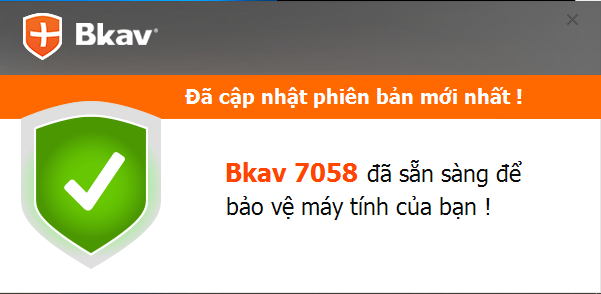 Bkav®
Đã cập nhật phiên bản mới nhất !
Bkav 7058 đã sẵn sàng để
bảo vệ máy tính của bạn !